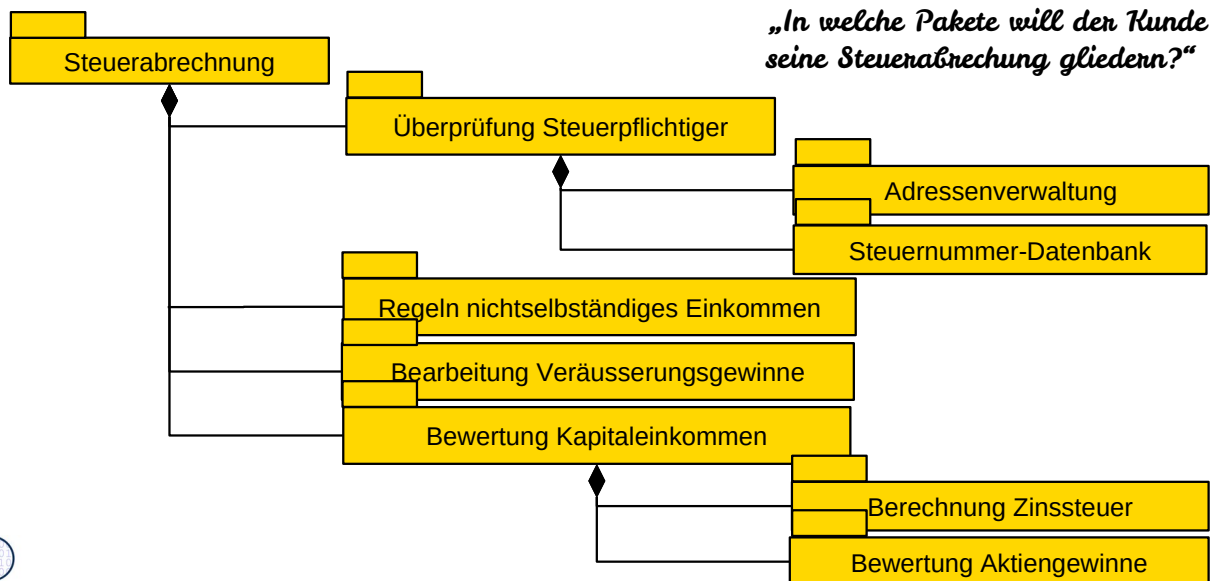 „In welche Pakete will der Kunde
seine Steuerabrechung gliedern?“
Steuerabrechnung
Überprüfung Steuerpflichtiger
Adressenverwaltung
Steuernummer-Datenbank
Regeln nichtselbständiges Einkommen
Bearbeitung Veräusserungsgewinne
Bewertung Kapitaleinkommen
Berechnung Zinssteuer
Bewertung Aktiengewinne